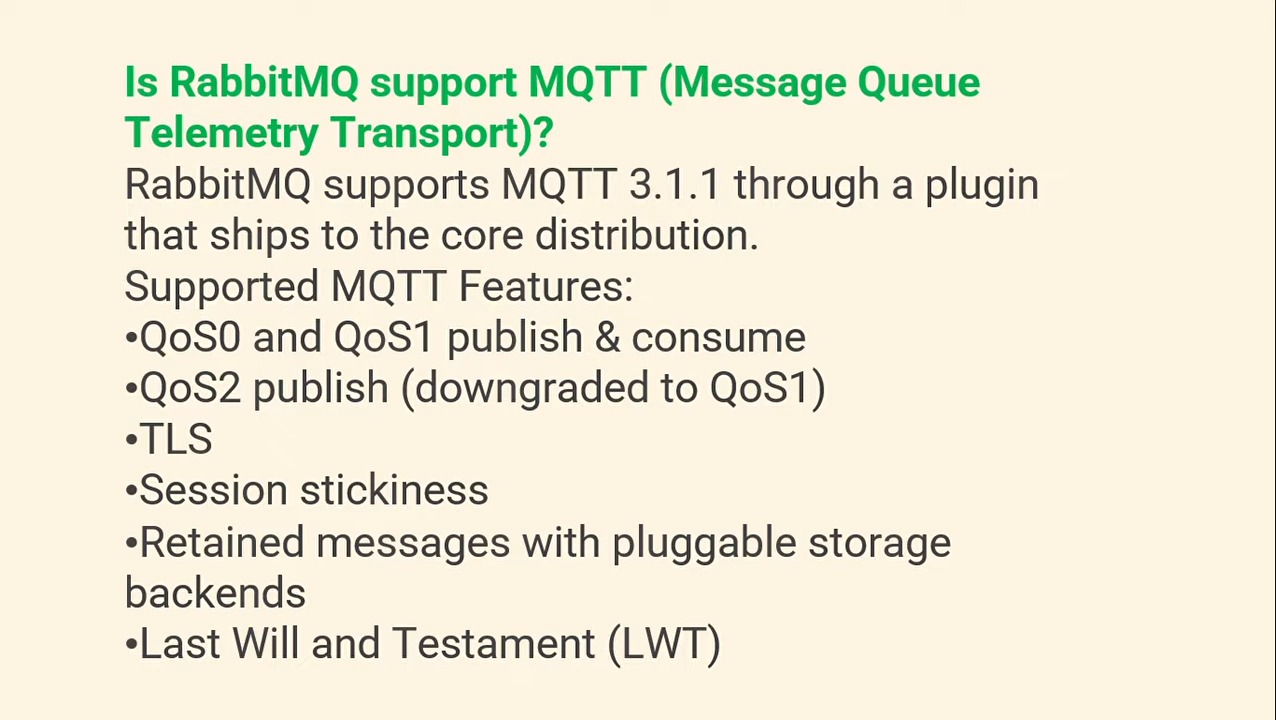 Is RabbitMQ support MQTT (Message Queue
Telemetry Transport)?
RabbitMQ supports MQTT 3.1.1 through a plugin
that ships to the core distribution.
Supported MQTT Features:
•QoS0 and QoS1 publish & consume
•QoS2 publish (downgraded to QoS1)
•TLS
•Session stickiness
•Retained messages with pluggable storage
backends
•Last Will and Testament (LWT)